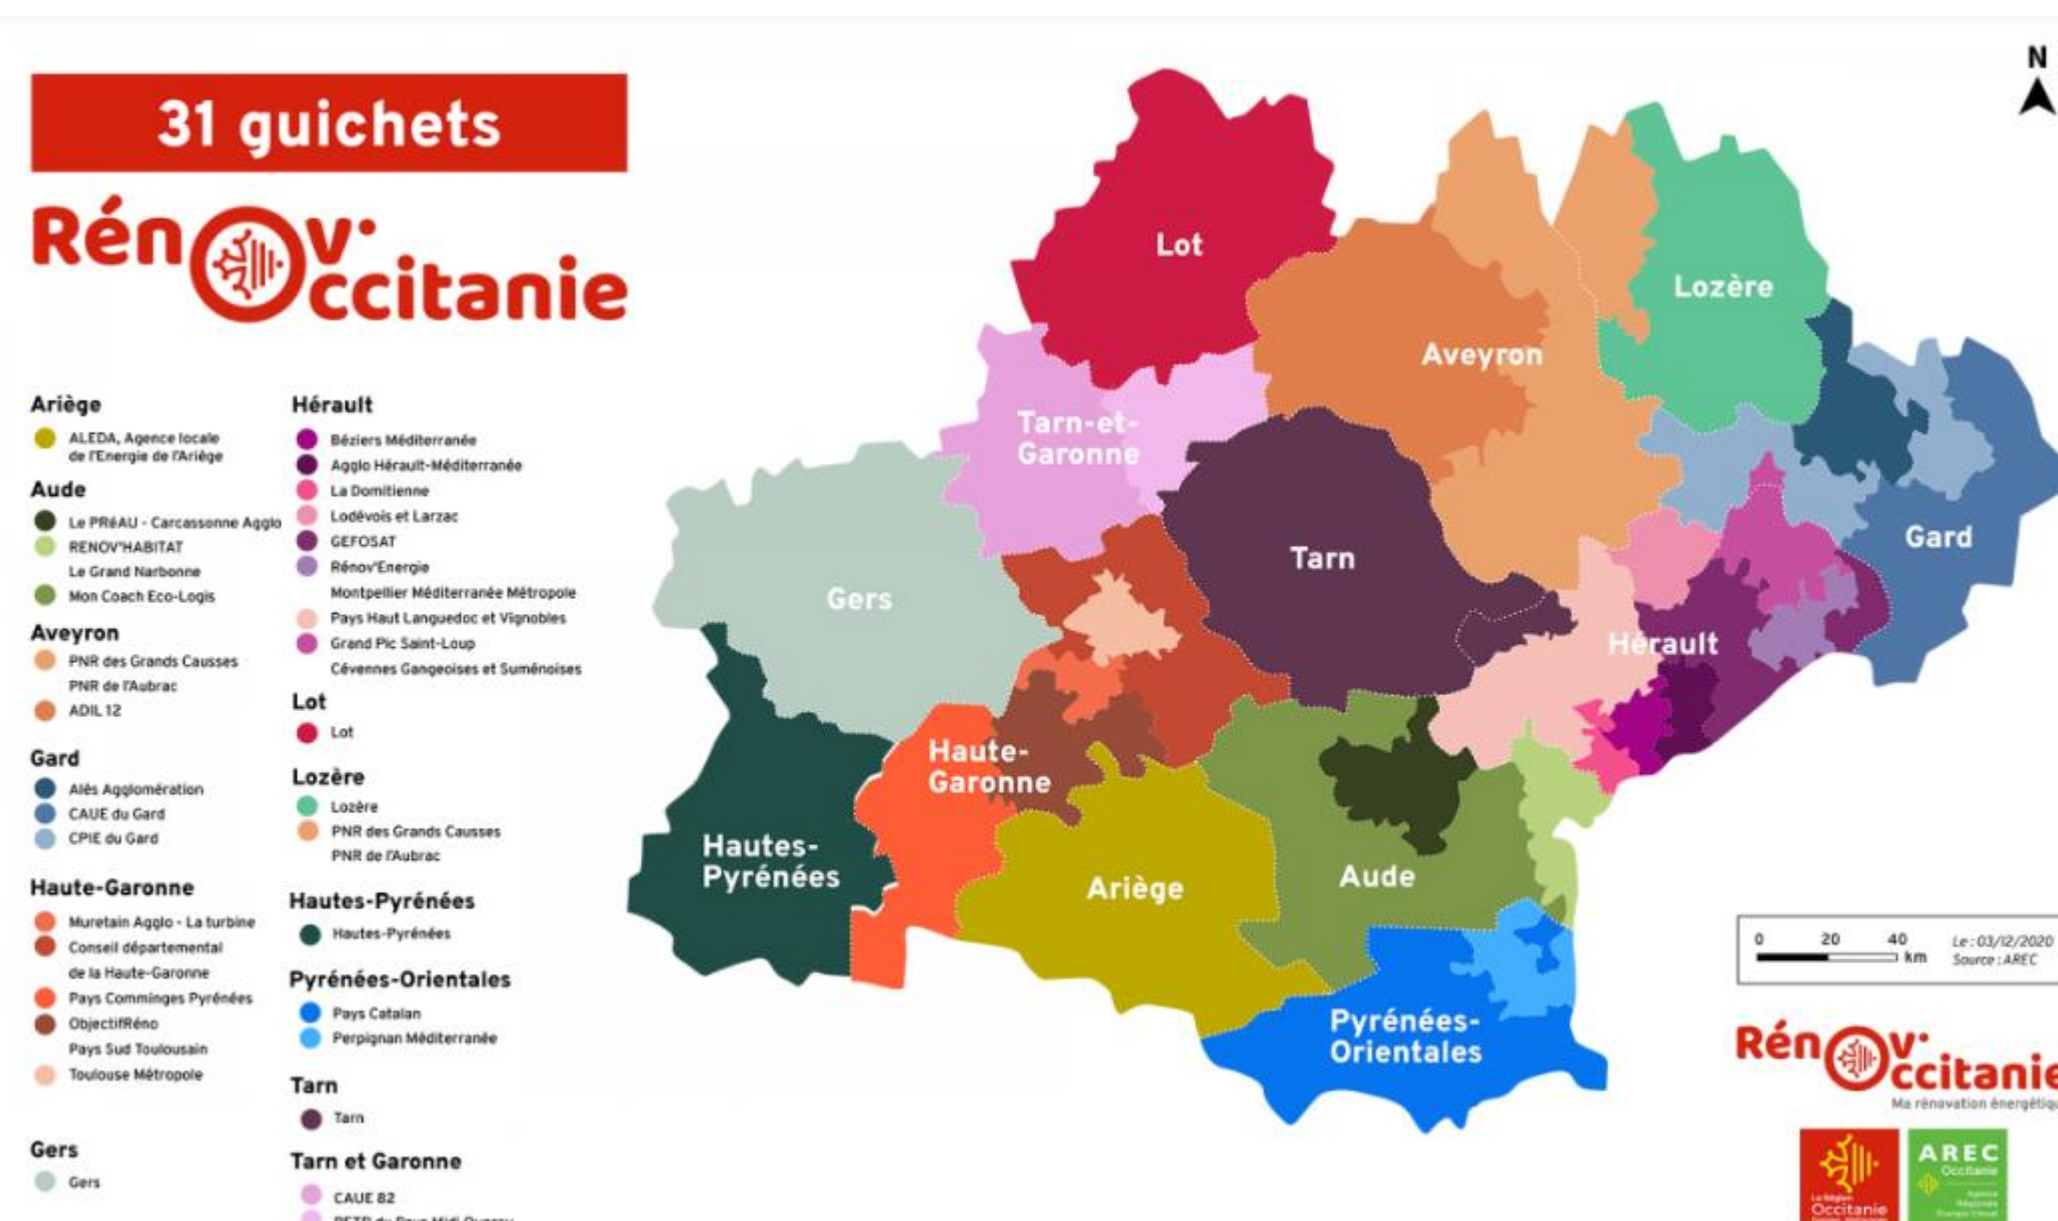 31 guichets
Rénov'
Occitanie
Ariège
ALEDA, Agence locale
de l'Energie de l'Ariège
Aude
Le PRéAU - Carcassonne Agglo
RENOV'HABITAT
Le Grand Narbonne
Mon Coach Eco-Logis
Aveyron
PNR des Grands Causses
PNR de l'Aubrac
ADIL 12
Gard
Alès Agglomération
CAUE du Gard
CPIE du Gard
Haute-Garonne
Muretain Agglo - La turbine
Conseil départemental
de la Haute-Garonne
Pays Comminges Pyrénées
ObjectifRéno
Pays Sud Toulousain
Toulouse Métropole
Gers
Gers
Hérault
Béziers Méditerranée
Agglo Hérault-Méditerranée
La Domitienne
Lodévois et Larzac
GEFOSAT
Rénov'Energie
Montpellier Méditerranée Métropole
Pays Haut Languedoc et Vignobles
Grand Pic Saint-Loup
Cévennes Gangeoises et Suménoises
Lot
Lot
Lozère
Lozère
PNR des Grands Causses
PNR de l'Aubrac
Hautes-Pyrénées
Hautes-Pyrénées
Pyrénées-Orientales
Pays Catalan
Perpignan Méditerranée
Tarn
Tarn
Tarn et Garonne
CAUE 82
N
Lot
Lozère
Aveyron
Tarn-et-
Garonne
Gard
Tarn
Gers
Hérault
Haute-
Garonne
Hautes-
Pyrénées
Ariège
Aude
Pyrénées-
Orientales
0 20 40
km
Le : 03/12/2020
Source : AREC
Rénov'
Occitanie
Ma rénovation énergétiqu
La Région
Occitanie
AREC
Occitanie